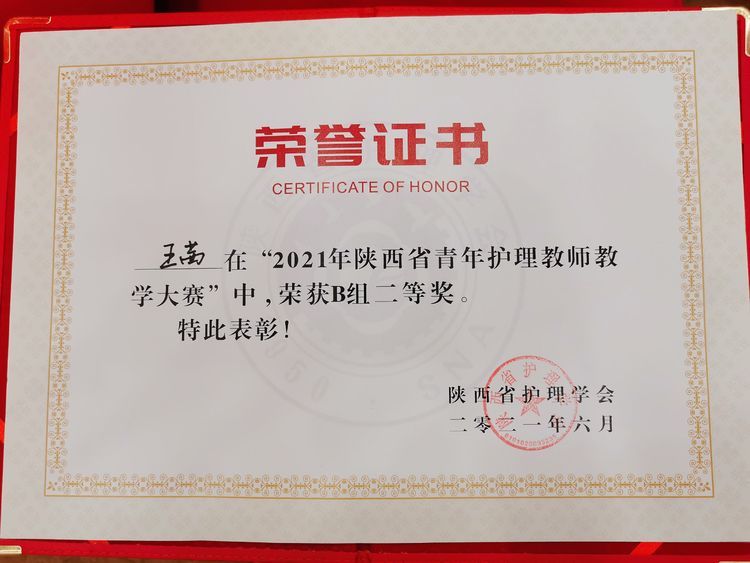 荣誉证书
CERTIFICATE OF HONOR
王茜在“2021年陕西省青年护理教师教
学大赛”中,荣获B组二等奖。
特此表彰!
陕西省护理学会
二零二一年六月